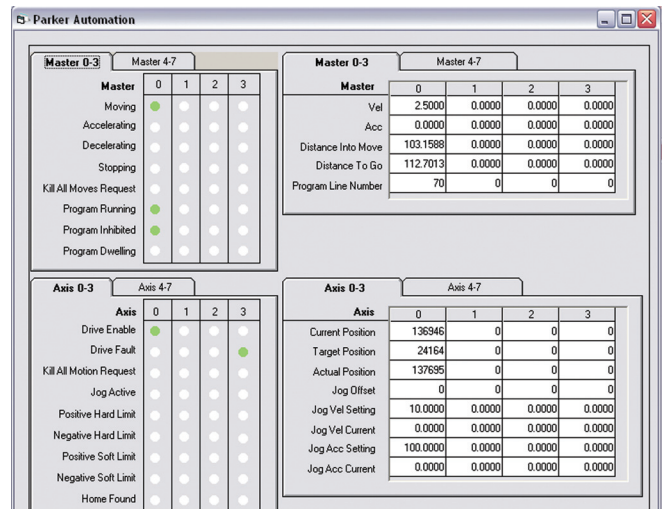 Parker Automation
Master 0-3 Master 4-7
Master 0 1 2 3
Moving
Accelerating
Decelerating
Stopping
Kill All Moves Request
Program Running
Program Inhibited
Program Dwelling
Master 0-3 Master 4-7
Master 0 1 2 3
Vel 2.5000 0.0000 0.0000 0.0000
Acc 0.0000 0.0000 0.0000 0.0000
Distance Into Move 103.1588 0.0000 0.0000 0.0000
Distance To Go 112.7013 0.0000 0.0000 0.0000
Program Line Number 70 0 0 0
Axis 0-3 Axis 4-7
Axis 0 1 2 3
Drive Enable
Drive Fault
Kill All Motion Request
Jog Active
Positive Hard Limit
Negative Hard Limit
Positive Soft Limit
Negative Soft Limit
Home Found
Axis 0-3 Axis 4-7
Axis 0 1 2 3
Current Position 136946 0 0 0
Target Position 24164 0 0 0
Actual Position 137695 0 0 0
Jog Offset 0 0 0 0
Jog Vel Setting 10.0000 0.0000 0.0000 0.0000
Jog Vel Current 0.0000 0.0000 0.0000 0.0000
Jog Acc Setting 100.0000 0.0000 0.0000 0.0000
Jog Acc Current 0.0000 0.0000 0.0000 0.0000